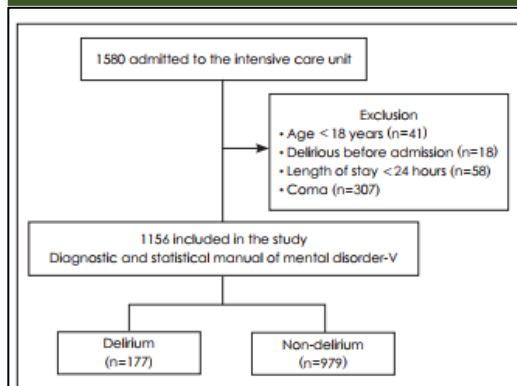 1580 admitted to the intensive care unit
Exclusion
• Age < 18 years (n=41)
• Delirious before admission (n=18)
• Length of stay <24 hours (n=58)
• Coma (n=307)
1156 included in the study
Diagnostic and statistical manual of mental disorder-V
Delirium
(n=177)
Non-delirium
(n=979)